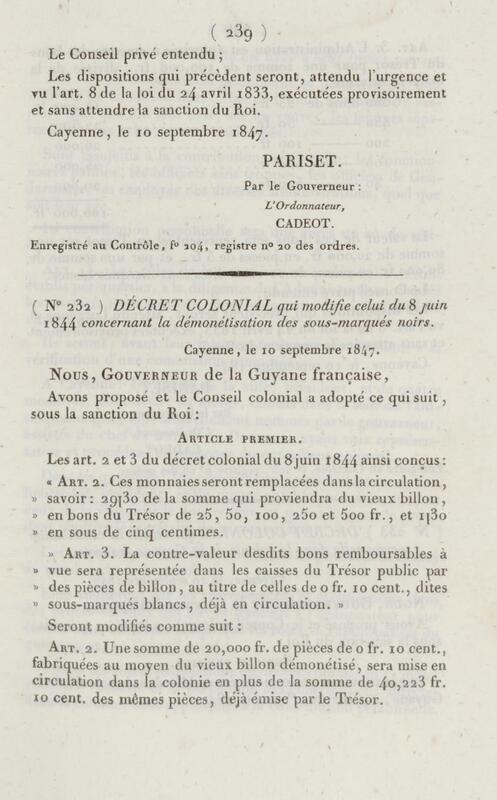 ( 239 )
Le Conseil privé entendu ;
Les dispositions qui précèdent seront, attendu l'urgence et
vu l'art. 8 de la loi du 24 avril 1833, exécutées provisoirement
et sans attendre la sanction du Roi.
Cayenne, le 10 septembre 1847.
PARISET.
Par le Gouverneur :
L'Ordonnateur,
CADEOT.
Enregistré au Contrôle, fº 204, registre nº 20 des ordres.
( Nº 232 ) DÉCRET COLONIAL qui modifie celui du 8 juin
1844 concernant la démonétisation des sous-marqués noirs.
Cayenne, le 10 septembre 1847.
Nous, Gouverneur de la Guyane française,
Avons proposé et le Conseil colonial a adopté ce qui suit,
sous la sanction du Roi :
Article premier.
Les art. 2 et 3 du décret colonial du 8 juin 1844 ainsi conçus :
« Art. 2. Ces monnaies seront remplacées dans la circulation,
» savoir : 29|30 de la somme qui proviendra du vieux billon,
» en bons du Trésor de 25, 50, 100, 250 et 500 fr., et 1|30
» en sous de cinq centimes.
» Art. 3. La contre-valeur desdits bons remboursables à
» vue sera représentée dans les caisses du Trésor public par
» des pièces de billon, au titre de celles de 0 fr. 10 cent., dites
» sous-marqués blancs, déjà en circulation. »
Seront modifiés comme suit :
Art. 2. Une somme de 20,000 fr. de pièces de 0 fr. 10 cent.,
fabriquées au moyen du vieux billon démonétisé, sera mise en
circulation dans la colonie en plus de la somme de 40,223 fr.
10 cent. des mêmes pièces, déjà émise par le Trésor.